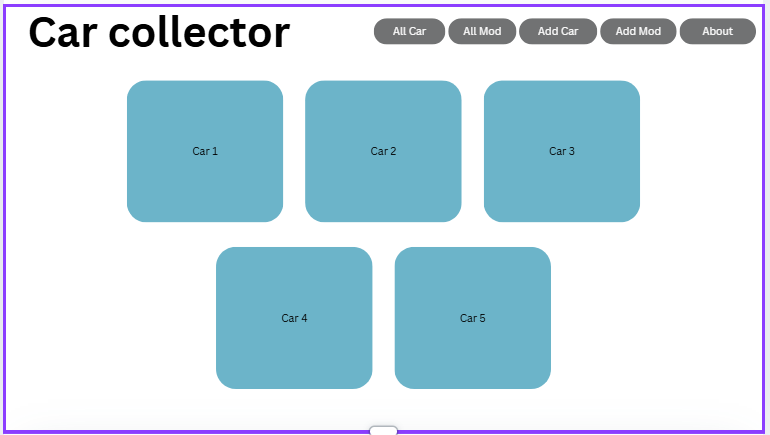 Car collector
All Car
All Mod
Add Car
Add Mod
About
Car 1
Car 2
Car 3
Car 4
Car 5